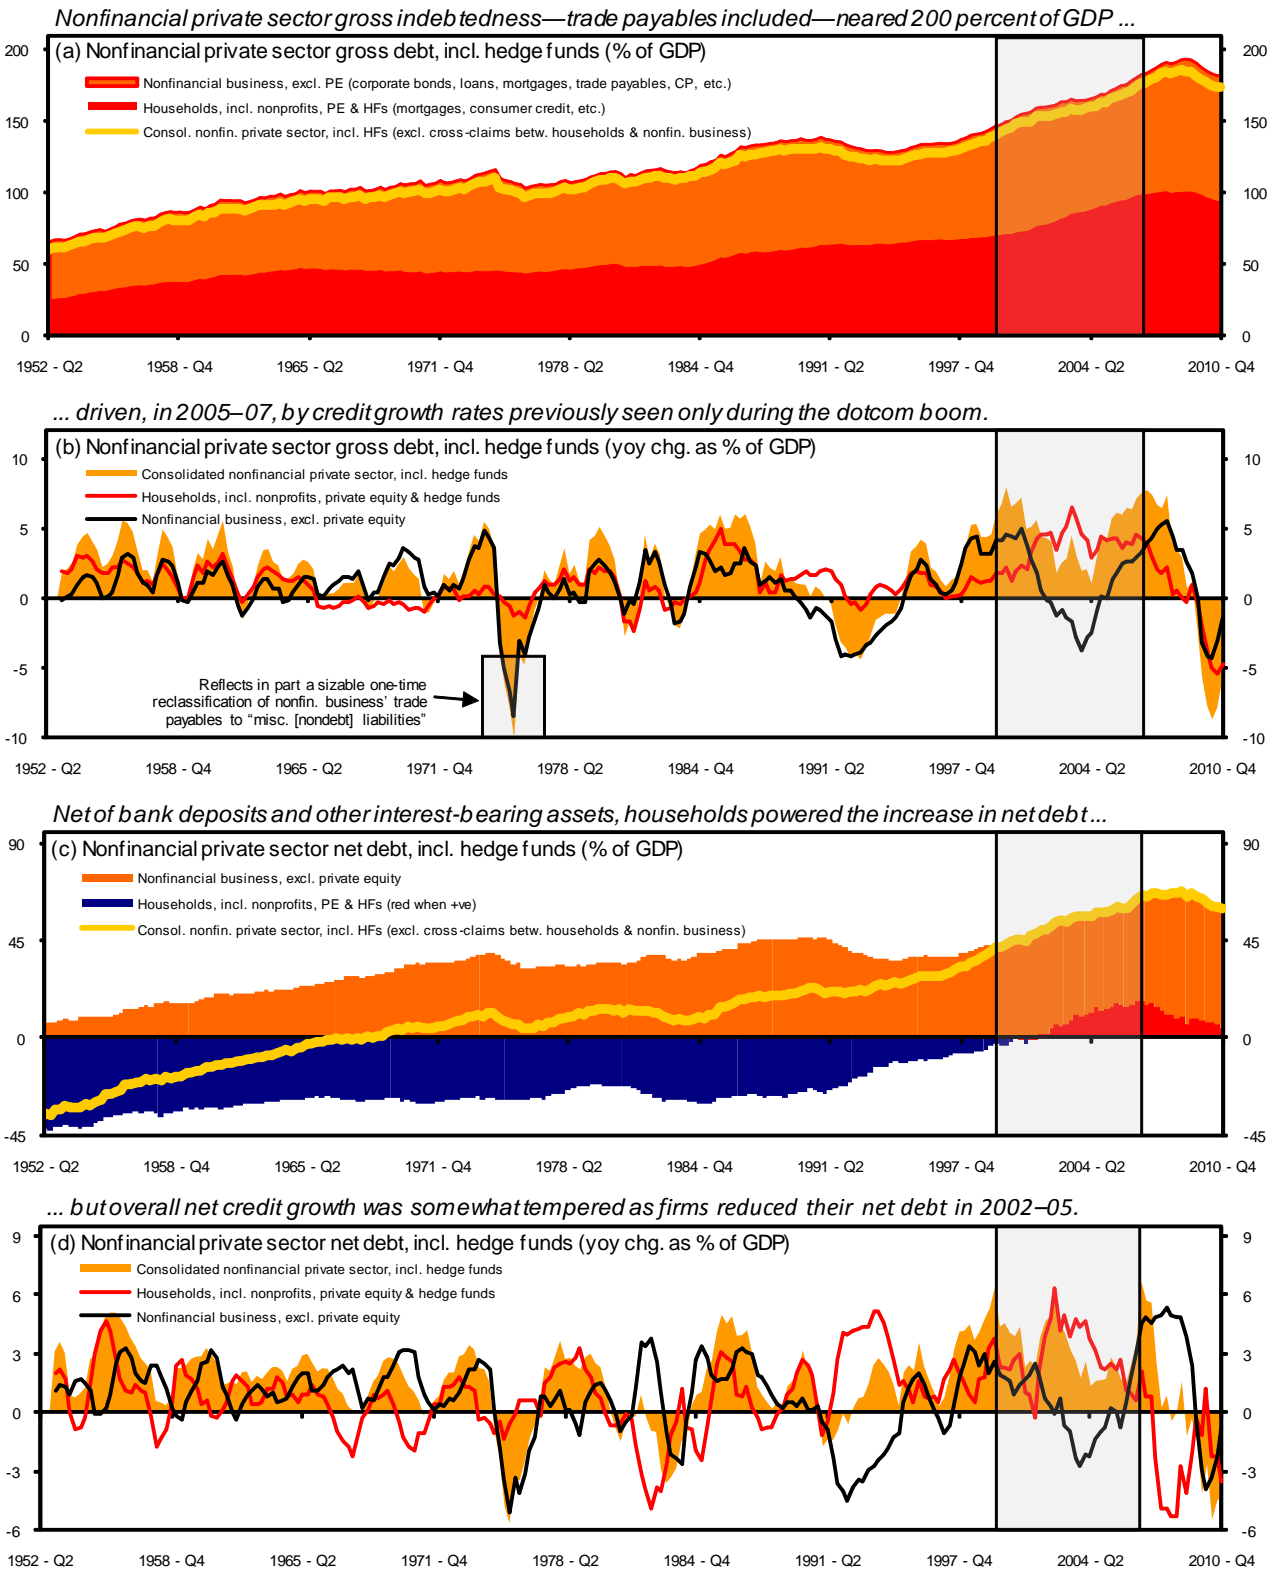 Nonfinancial private sector gross indebtedness—trade payables included—neared 200 percent of GDP ...
(a) Nonfinancial private sector gross debt, incl. hedge funds (% of GDP)
Nonfinancial business, excl. PE (corporate bonds, loans, mortgages, trade payables, CP, etc.)
Households, incl. nonprofits, PE & HFs (mortgages, consumer credit, etc.)
Consol. nonfin. private sector, incl. HFs (excl. cross-claims betw. households & nonfin. business)
200 200
150 150
100 100
50 50
0 0
1952 - Q2 1958 - Q4 1965 - Q2 1971 - Q4 1978 - Q2 1984 - Q4 1991 - Q2 1997 - Q4 2004 - Q2 2010 - Q4
... driven, in 2005–07, by credit growth rates previously seen only during the dotcom boom.
(b) Nonfinancial private sector gross debt, incl. hedge funds (yoy chg. as % of GDP)
Consolidated nonfinancial private sector, incl. hedge funds
Households, incl. nonprofits, private equity & hedge funds
Nonfinancial business, excl. private equity
10 10
5 5
0 0
-5 -5
-10 -10
Reflects in part a sizable one-time
reclassification of nonfin. business' trade
payables to “misc. [nondebt] liabilities”
1952 - Q2 1958 - Q4 1965 - Q2 1971 - Q4 1978 - Q2 1984 - Q4 1991 - Q2 1997 - Q4 2004 - Q2 2010 - Q4
Net of bank deposits and other interest-bearing assets, households powered the increase in net debt ...
(c) Nonfinancial private sector net debt, incl. hedge funds (% of GDP)
Nonfinancial business, excl. private equity
Households, incl. nonprofits, PE & HFs (red when +ve)
Consol. nonfin. private sector, incl. HFs (excl. cross-claims betw. households & nonfin. business)
90 90
45 45
0 0
-45 -45
1952 - Q2 1958 - Q4 1965 - Q2 1971 - Q4 1978 - Q2 1984 - Q4 1991 - Q2 1997 - Q4 2004 - Q2 2010 - Q4
... but overall net credit growth was somewhat tempered as firms reduced their net debt in 2002–05.
(d) Nonfinancial private sector net debt, incl. hedge funds (yoy chg. as % of GDP)
Consolidated nonfinancial private sector, incl. hedge funds
Households, incl. nonprofits, private equity & hedge funds
Nonfinancial business, excl. private equity
9 9
6 6
3 3
0 0
-3 -3
-6 -6
1952 - Q2 1958 - Q4 1965 - Q2 1971 - Q4 1978 - Q2 1984 - Q4 1991 - Q2 1997 - Q4 2004 - Q2 2010 - Q4